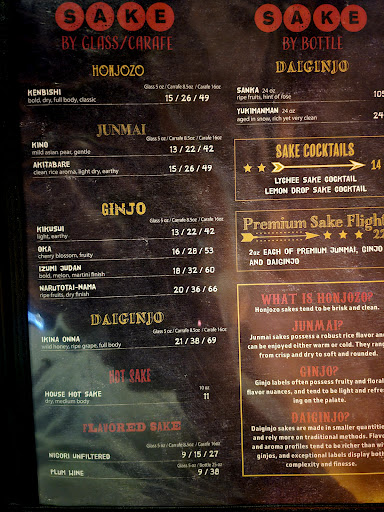 SAKE
BY GLASS/CARAFE
HONJOZO
Glass 5 oz / Carafe 8.5oz / Carafe 16oz
KENBISHI 15 / 26 / 49
bold, dry, full body, classic
JUNMAI
Glass 5 oz / Carafe 8.5oz / Carafe 16oz
KINO 13 / 22 / 42
mild asian pear, gentle
AKITABARE 15 / 26 / 49
clean rice aroma, light dry, earthy
GINJO
Glass 5 oz / Carafe 8.5oz / Carafe 16oz
KIKUSUI 13 / 22 / 42
light, earthy
OKA 16 / 28 / 53
cherry blossom, fruity
IZUMI JUDAN 18 / 32 / 60
bold, melon, martini finish
NARUTOTAI-MAMA 20 / 36 / 66
ripe fruits, dry finish
DAIGINJO
Glass 5 oz / Carafe 8.5oz / Carafe 16oz
IKINA ONNA 21 / 38 / 69
wild honey, ripe grape, full body
HOT SAKE
10 oz
HOUSE HOT SAKE 11
dry, medium body
FLAVORED SAKE
Glass 5 oz / Carafe 8.5oz / Carafe 16oz
NIGORI UNFILTERED 9 / 15 / 27
Glass 5 oz / Bottle 25 oz
PLUM WINE 9 / 38
SAKE
BY BOTTLE
DAIGINJO
SANKA 24 oz 105
ripe fruits, hint of rose
YUKIMANMAN 24 oz 24
aged in snow, rich yet very clean
SAKE COCKTAILS
14
LYCHEE SAKE COCKTAIL
LEMON DROP SAKE COCKTAIL
Premium Sake Flight
22
2oz EACH OF PREMIUM JUNMAI, GINJO
AND DAIGINJO
WHAT IS HONJOZO?
Honjozo sakes tend to be brisk and clean.
JUNMAI?
Junmai sakes possess a robust rice flavor and
can be enjoyed either warm or cold. They range
from crisp and dry to soft and rounded.
GINJO?
Ginjo labels often possess fruity and floral
flavor nuances, and tend to be light and refresh
ing on the palate.
DAIGINJO?
Daiginjo sakes are made in smaller quantities
and rely more on traditional methods. Flavor
and aroma profiles tend to be richer than with
ginjos, and exceptional labels display both
complexity and finesse.